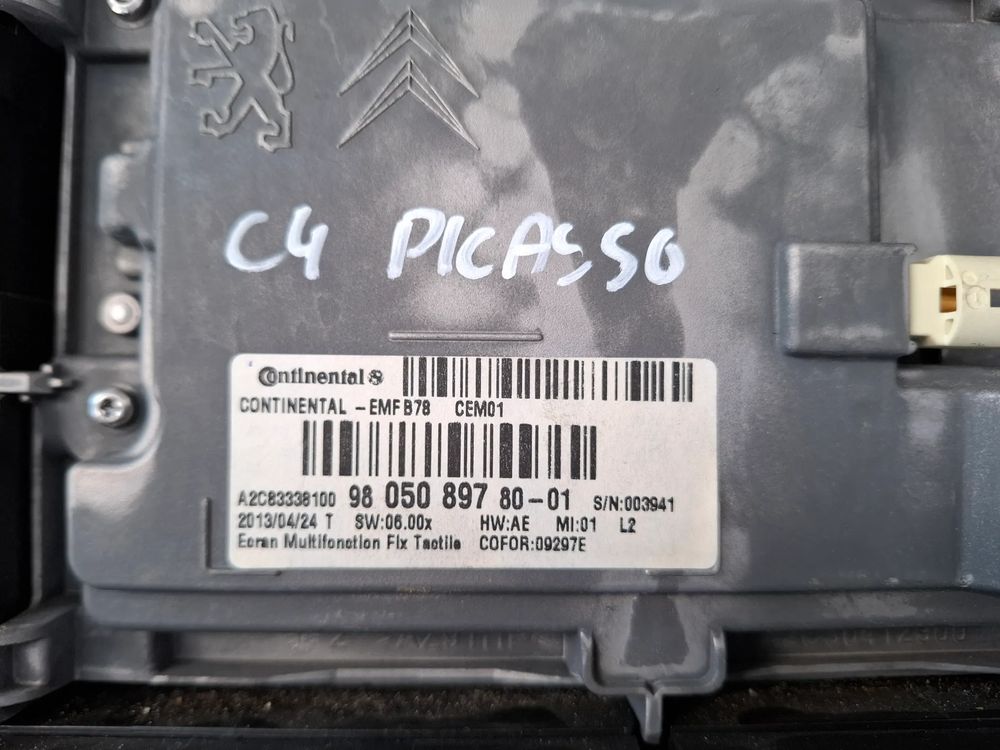 C4 PICASSO
Continental
CONTINENTAL -EMF B78 CEM01
A2C83338100 98 050 897 80-01 S/N:003941
2013/04/24 T SW:06.00x HW:AE MI:01 L2
Ecran Multifonction Fix Tactile COFOR:09297E